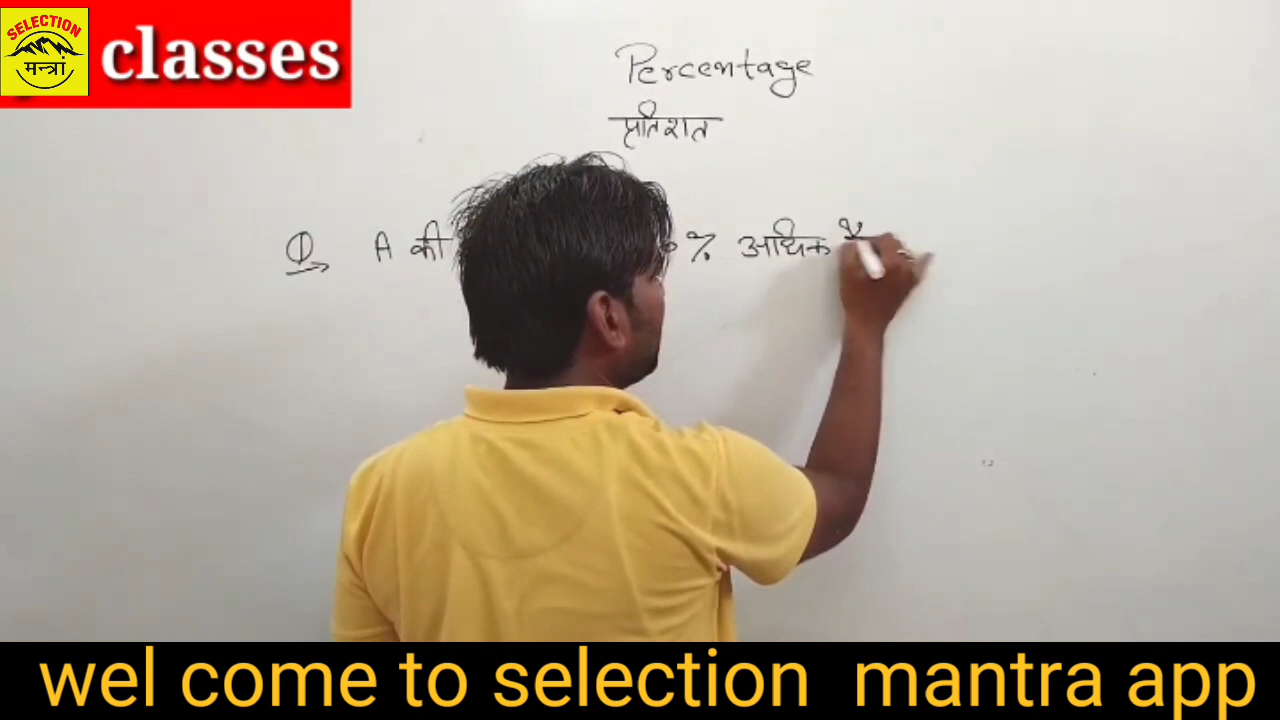 SELECTION
मन्त्रां
classes
Percentage
प्रतिशत
Q A की % अधिक
wel come to selection mantra app